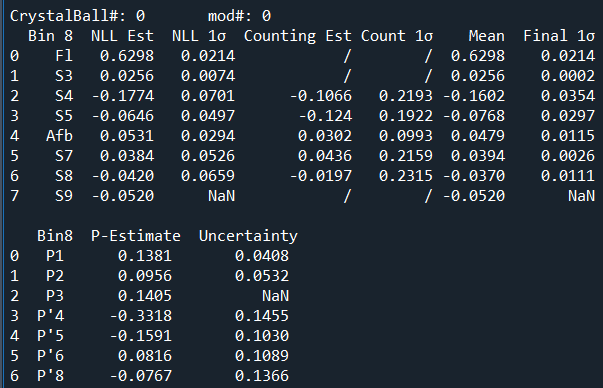 CrystalBall#: 0 mod#: 0
Bin 8 NLL Est NLL 1σ Counting Est Count 1σ Mean Final 1σ
0 Fl 0.6298 0.0214 / / 0.6298 0.0214
1 S3 0.0256 0.0074 / / 0.0256 0.0002
2 S4 -0.1774 0.0701 -0.1066 0.2193 -0.1602 0.0354
3 S5 -0.0646 0.0497 -0.124 0.1922 -0.0768 0.0297
4 Afb 0.0531 0.0294 0.0302 0.0993 0.0479 0.0115
5 S7 0.0384 0.0526 0.0436 0.2159 0.0394 0.0026
6 S8 -0.0420 0.0659 -0.0197 0.2315 -0.0370 0.0111
7 S9 -0.0520 NaN / / -0.0520 NaN
Bin8 P-Estimate Uncertainty
0 P1 0.1381 0.0408
1 P2 0.0956 0.0532
2 P3 0.1405 NaN
3 P'4 -0.3318 0.1455
4 P'5 -0.1591 0.1030
5 P'6 0.0816 0.1089
6 P'8 -0.0767 0.1366